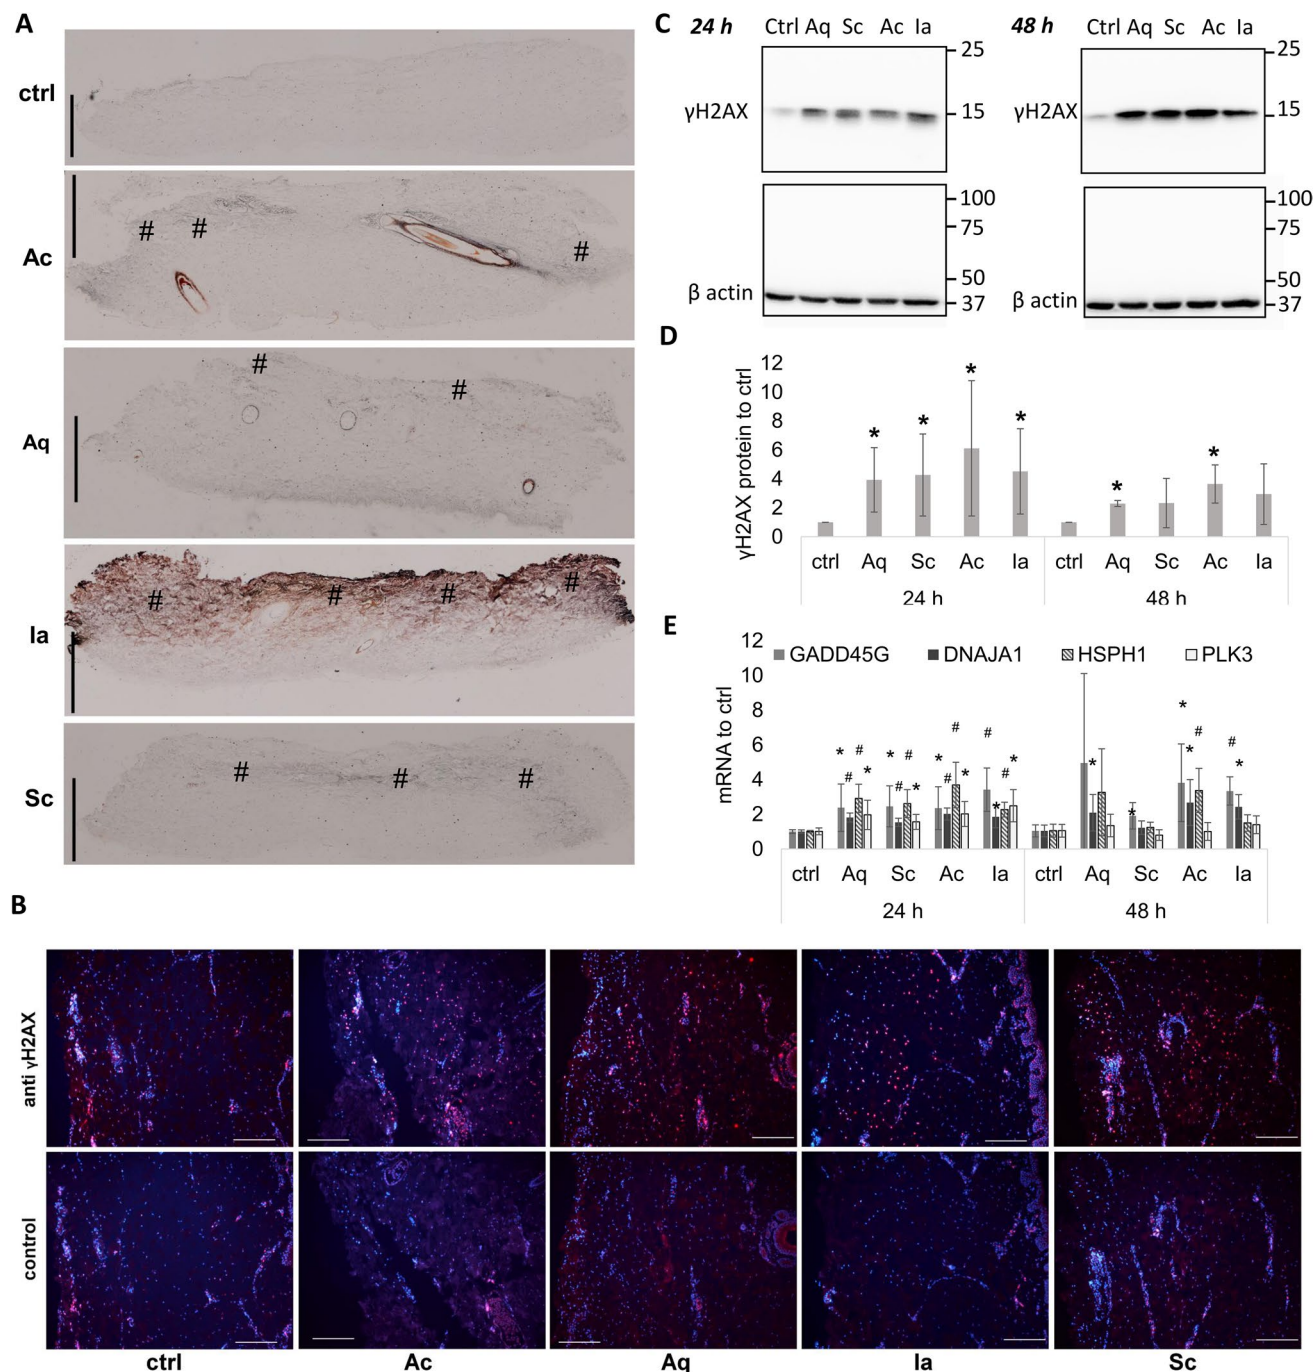 A
ctrl
Ac
# # #
Aq
# #
Ia
# # # #
Sc
# # #
C 24 h Ctrl Aq Sc Ac Ia
25
γH2AX 15
100
75
50
β actin 37
48 h Ctrl Aq Sc Ac Ia
25
γH2AX 15
100
75
50
β actin 37
D
γH2AX protein to ctrl
12
10
8
6
4
2
0
* * * * * *
ctrl Aq Sc Ac Ia ctrl Aq Sc Ac Ia
24 h 48 h
E
GADD45G DNAJA1 HSPH1 PLK3
mRNA to ctrl
12
10
8
6
4
2
0
* # # * * # # * * # # * # * # * * * * * # # *
ctrl Aq Sc Ac Ia ctrl Aq Sc Ac Ia
24 h 48 h
B
anti γH2AX
control
ctrl Ac Aq Ia Sc